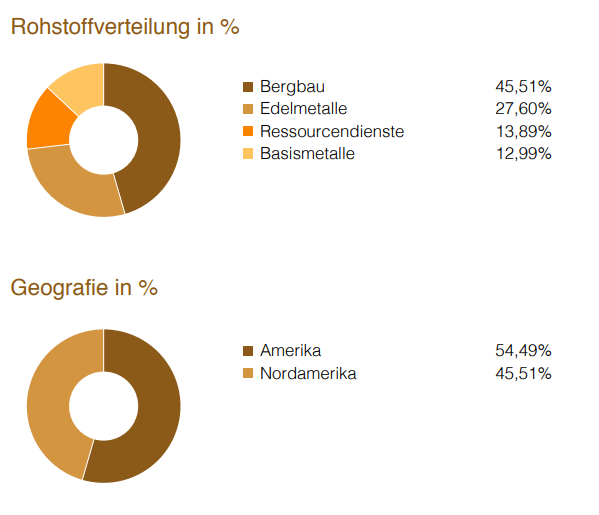 Rohstoffverteilung in %
Bergbau 45,51%
Edelmetalle 27,60%
Ressourcendienste 13,89%
Basismetalle 12,99%
Geografie in %
Amerika 54,49%
Nordamerika 45,51%